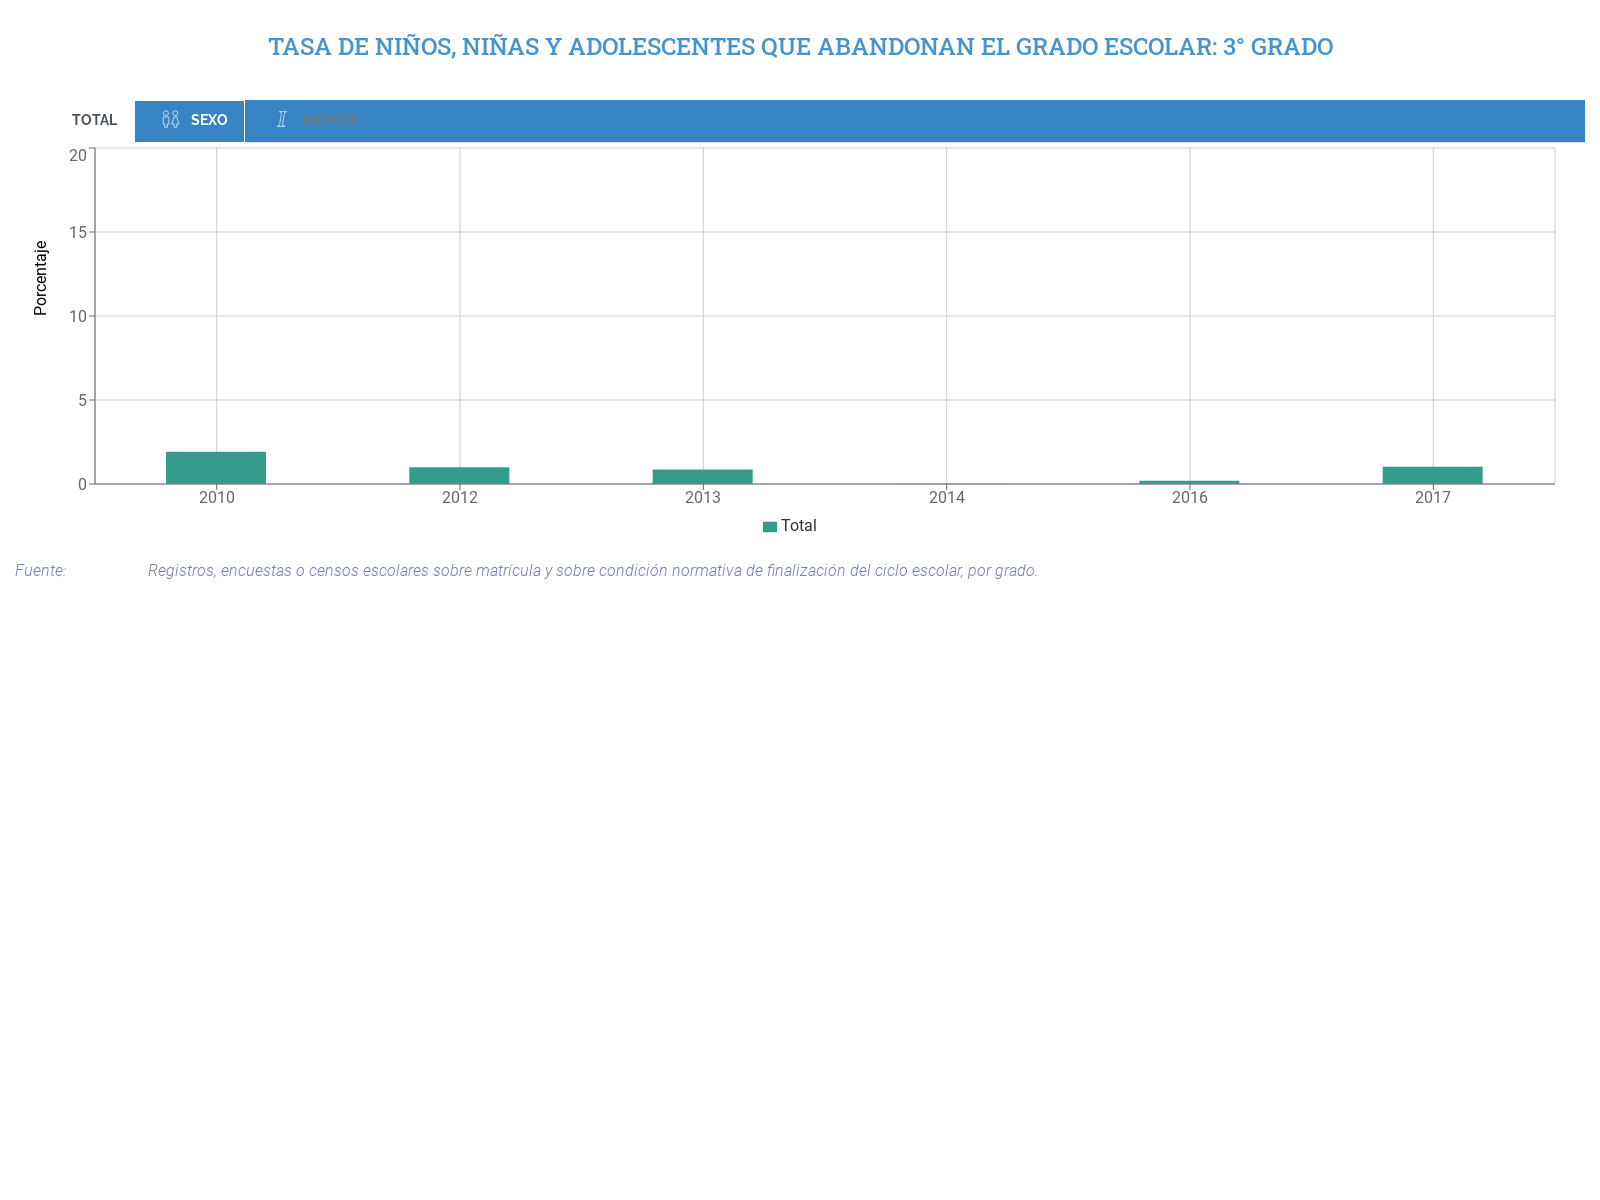 TASA DE NIÑOS, NIÑAS Y ADOLESCENTES QUE ABANDONAN EL GRADO ESCOLAR: 3° GRADO
TOTAL SEXO INDICES
20
15
10
5
0
Porcentaje
2010 2012 2013 2014 2016 2017
Total
Fuente: Registros, encuestas o censos escolares sobre matrícula y sobre condición normativa de finalización del ciclo escolar, por grado.